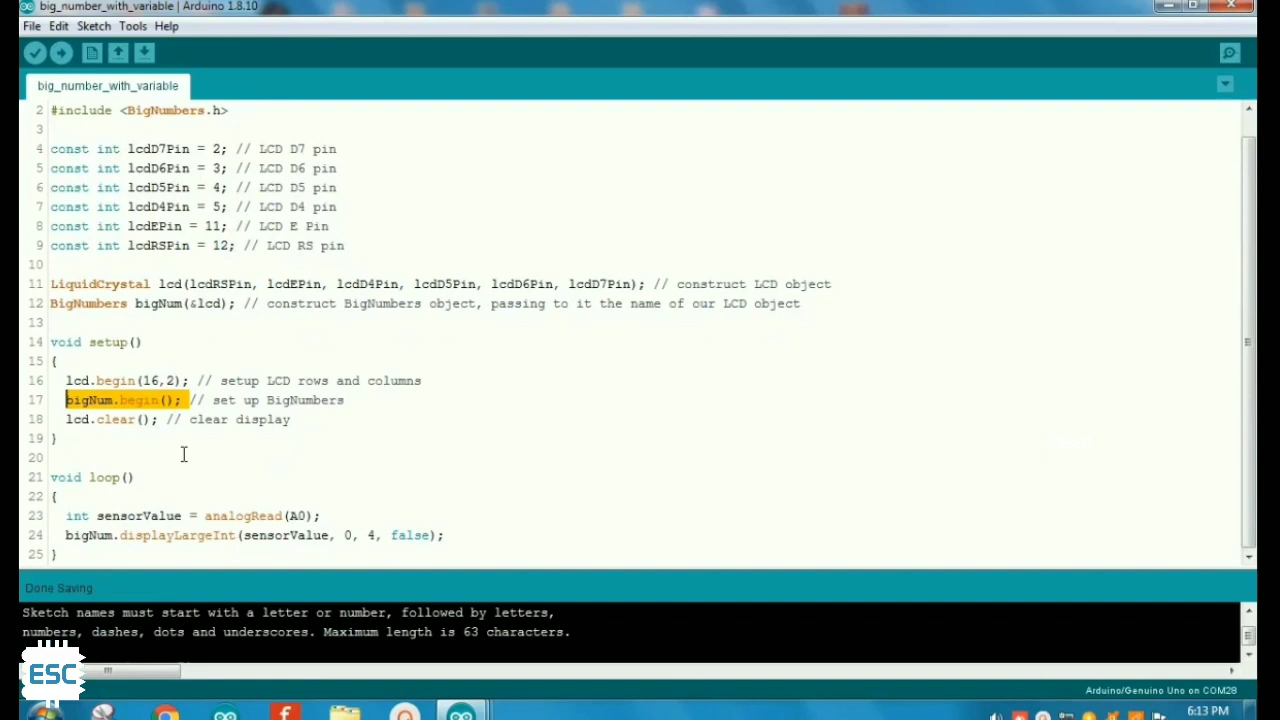 big_number_with_variable | Arduino 1.8.10
File Edit Sketch Tools Help
big_number_with_variable
2 #include <BigNumbers.h>
3
4 const int lcdD7Pin = 2; // LCD D7 pin
5 const int lcdD6Pin = 3; // LCD D6 pin
6 const int lcdD5Pin = 4; // LCD D5 pin
7 const int lcdD4Pin = 5; // LCD D4 pin
8 const int lcdEPin = 11; // LCD E Pin
9 const int lcdRSPin = 12; // LCD RS pin
10
11 LiquidCrystal lcd(lcdRSPin, lcdEPin, lcdD4Pin, lcdD5Pin, lcdD6Pin, lcdD7Pin); // construct LCD object
12 BigNumbers bigNum(&lcd); // construct BigNumbers object, passing to it the name of our LCD object
13
14 void setup()
15 {
16 lcd.begin(16,2); // setup LCD rows and columns
17 bigNum.begin(); // set up BigNumbers
18 lcd.clear(); // clear display
19 }
20
21 void loop()
22 {
23 int sensorValue = analogRead(A0);
24 bigNum.displayLargeInt(sensorValue, 0, 4, false);
25 }
Done Saving
Sketch names must start with a letter or number, followed by letters,
numbers, dashes, dots and underscores. Maximum length is 63 characters.
ESC
Arduino/Genuino Uno on COM28
6:13 PM